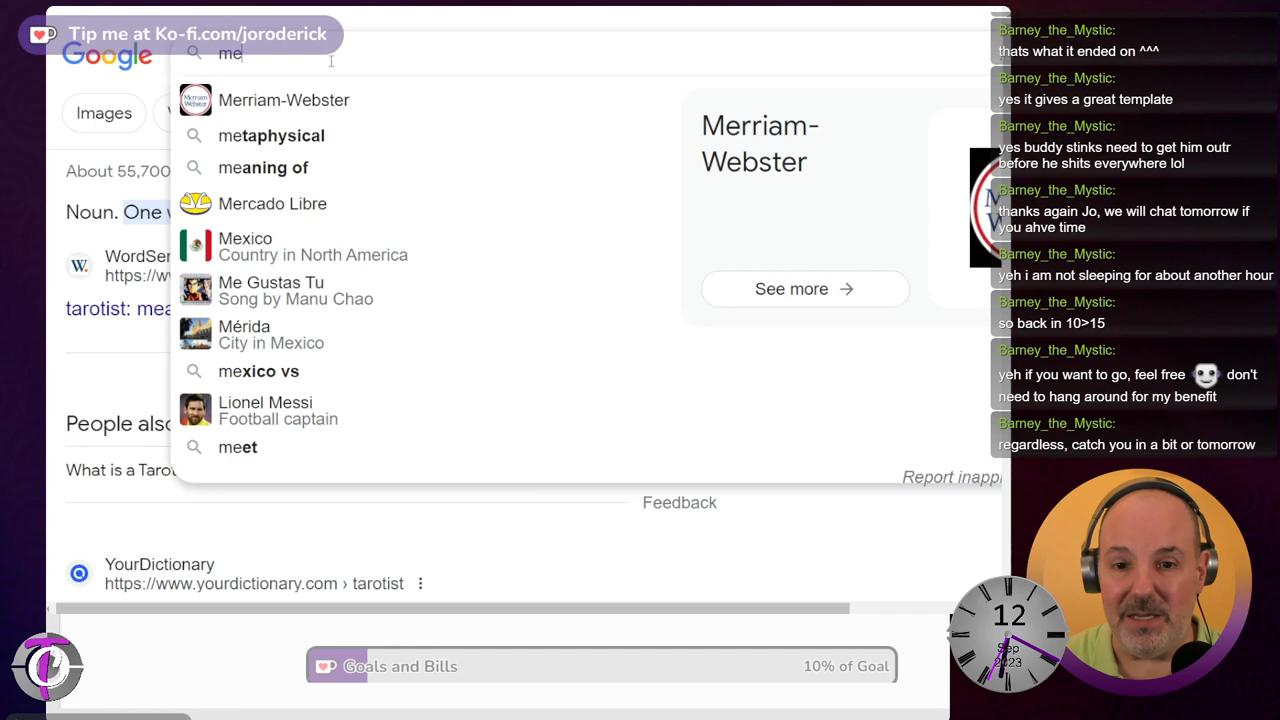 Tip me at Ko-fi.com/joroderick
Google
me
Images
Merriam-Webster
metaphysical
meaning of
Mercado Libre
Mexico
Country in North America
Me Gustas Tu
Song by Manu Chao
Mérida
City in Mexico
mexico vs
Lionel Messi
Football captain
meet
Merriam-
Webster
See more
Report inappr
About 55,700
Noun. One
WordSer
https://w
tarotist: mea
People also
What is a Tarot
Feedback
YourDictionary
https://www.yourdictionary.com › tarotist
Goals and Bills
10% of Goal
Barney_the_Mystic:
thats what it ended on ^^^
Barney_the_Mystic:
yes it gives a great template
Barney_the_Mystic:
yes buddy stinks need to get him outr
before he shits everywhere lol
Barney_the_Mystic:
thanks again Jo, we will chat tomorrow if
you ahve time
Barney_the_Mystic:
yeh i am not sleeping for about another hour
Barney_the_Mystic:
so back in 10>15
Barney_the_Mystic:
yeh if you want to go, feel free don't
need to hang around for my benefit
Barney_the_Mystic:
regardless, catch you in a bit or tomorrow
12
Sep
2023